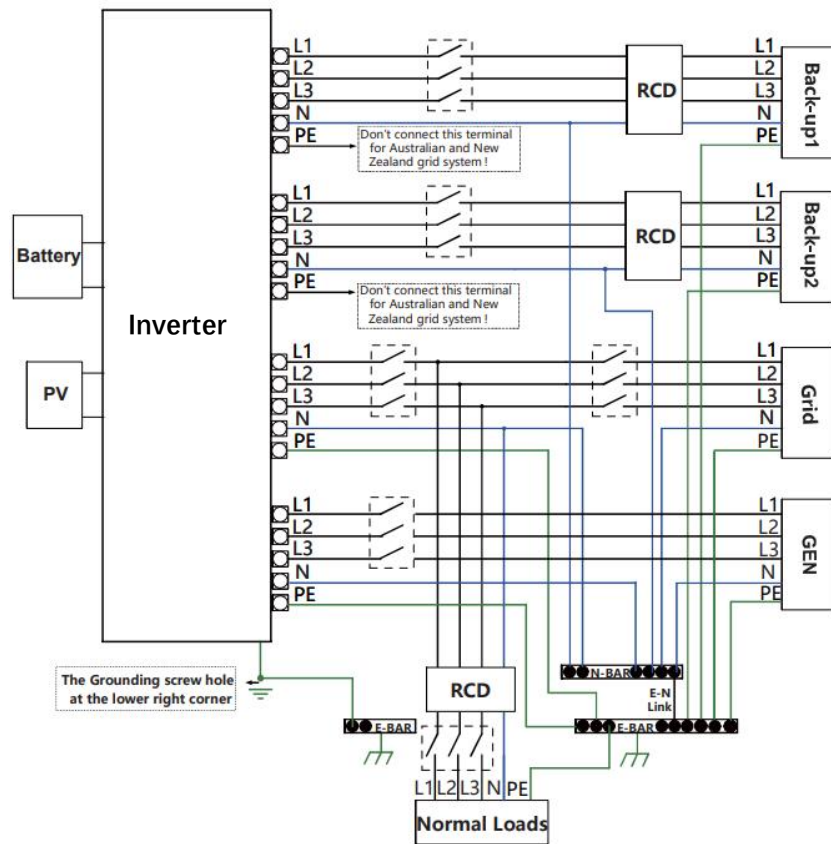 L1
L2
L3
N
PE
Don't connect this terminal
for Australian and New
Zealand grid system !
RCD
L1
L2
L3
N
PE
Back-up1
L1
L2
L3
N
PE
Don't connect this terminal
for Australian and New
Zealand grid system !
RCD
L1
L2
L3
N
PE
Back-up2
Battery
Inverter
PV
L1
L2
L3
N
PE
L1
L2
L3
N
PE
Grid
L1
L2
L3
N
PE
L1
L2
L3
N
PE
GEN
The Grounding screw hole
at the lower right corner
RCD
N-BAR
E-N
Link
E-BAR
E-BAR
L1 L2 L3 N PE
Normal Loads